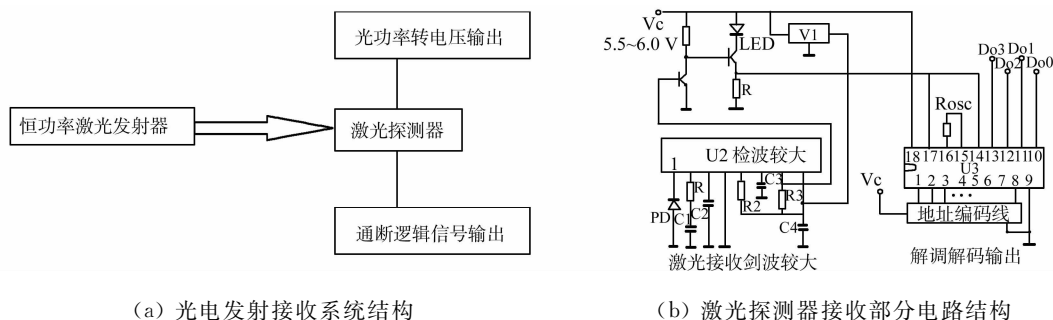 光功率转电压输出
恒功率激光发射器
激光探测器
通断逻辑信号输出
(a) 光电发射接收系统结构
Vc
5.5~6.0 V
LED
V1
R
Do3
Do2
Do1
Do0
Rosc
U2 检波较大
1
R
C3
R3
PD
C1
C2
R2
C4
激光接收剑波较大
18 17 16 15 14 13 12 11 10
U3
1 2 3 4 5 6 7 8 9
Vc
地址编码线
解调解码输出
(b) 激光探测器接收部分电路结构